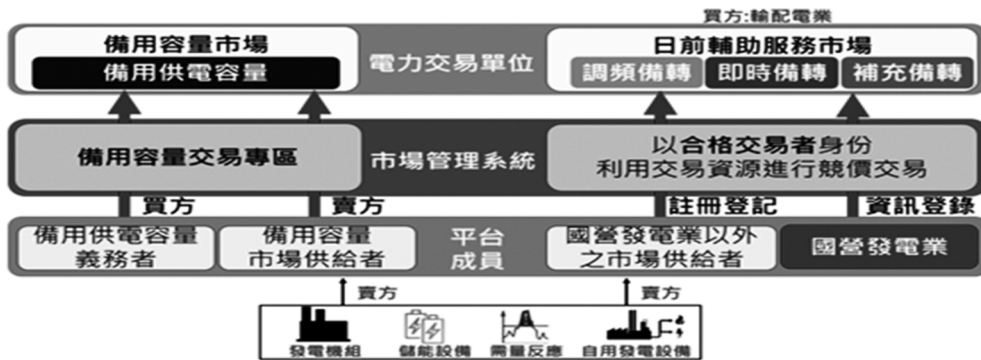 買方:輸配電業
備用容量市場
備用供電容量
電力交易單位
日前輔助服務市場
調頻備轉 即時備轉 補充備轉
備用容量交易專區
市場管理系統
以合格交易者身份
利用交易資源進行競價交易
買方 賣方 註冊登記 資訊登錄
備用供電容量
義務者
備用容量
市場供給者
平台
成員
國營發電業以外
之市場供給者
國營發電業
賣方 賣方
發電機組 儲能設備 需量反應 自用發電設備